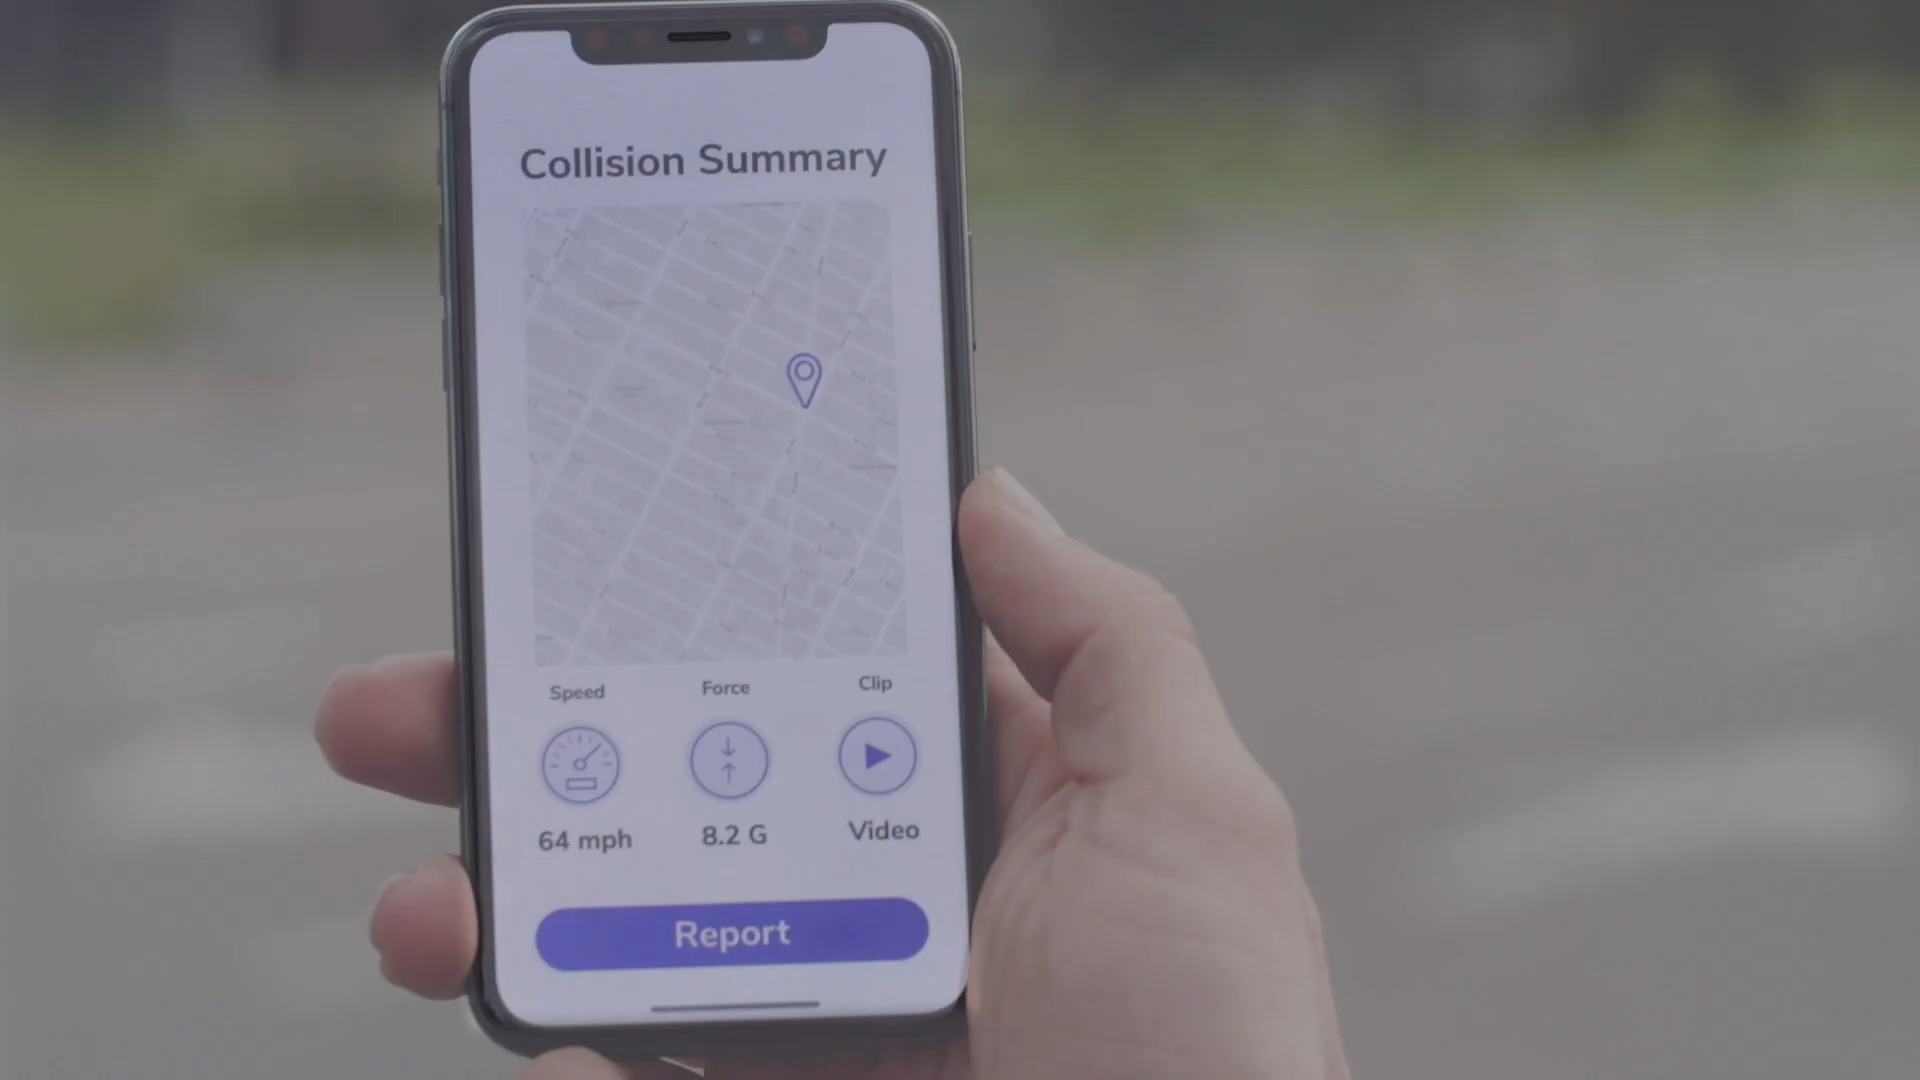 Collision Summary
Speed Force Clip
64 mph 8.2 G Video
Report